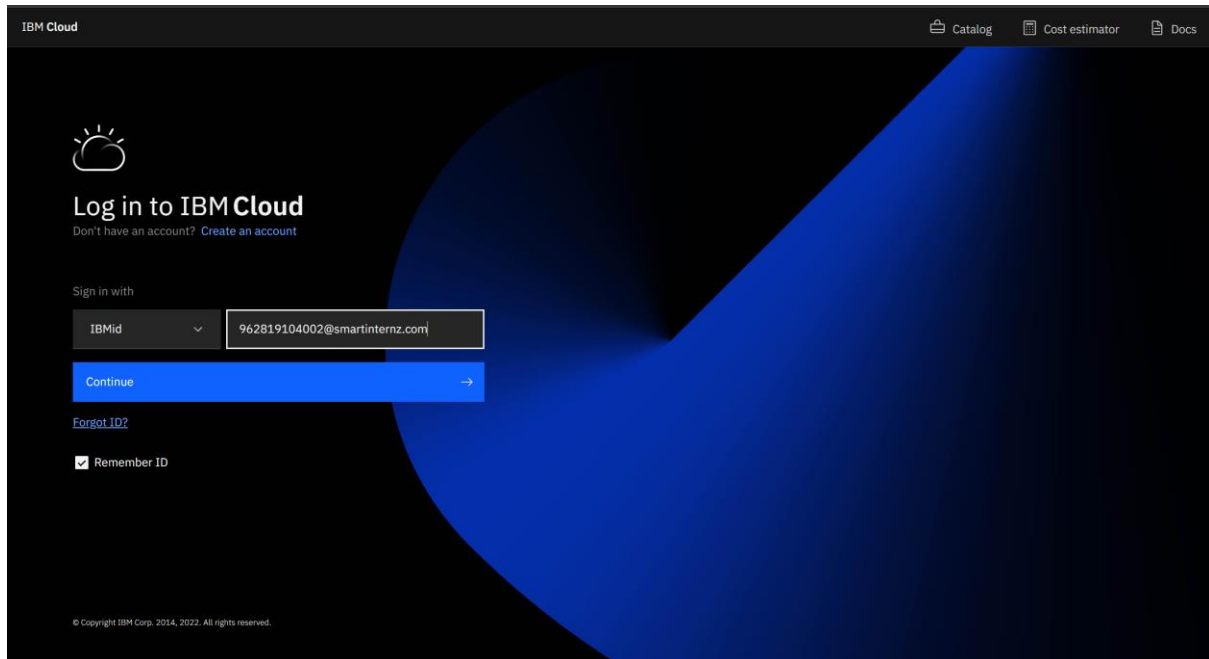 IBM Cloud Catalog Cost estimator Docs
Log in to IBM Cloud
Don't have an account? Create an account
Sign in with
IBMid 962819104002@smartinternz.com
Continue
Forgot ID?
Remember ID
© Copyright IBM Corp. 2014, 2022. All rights reserved.